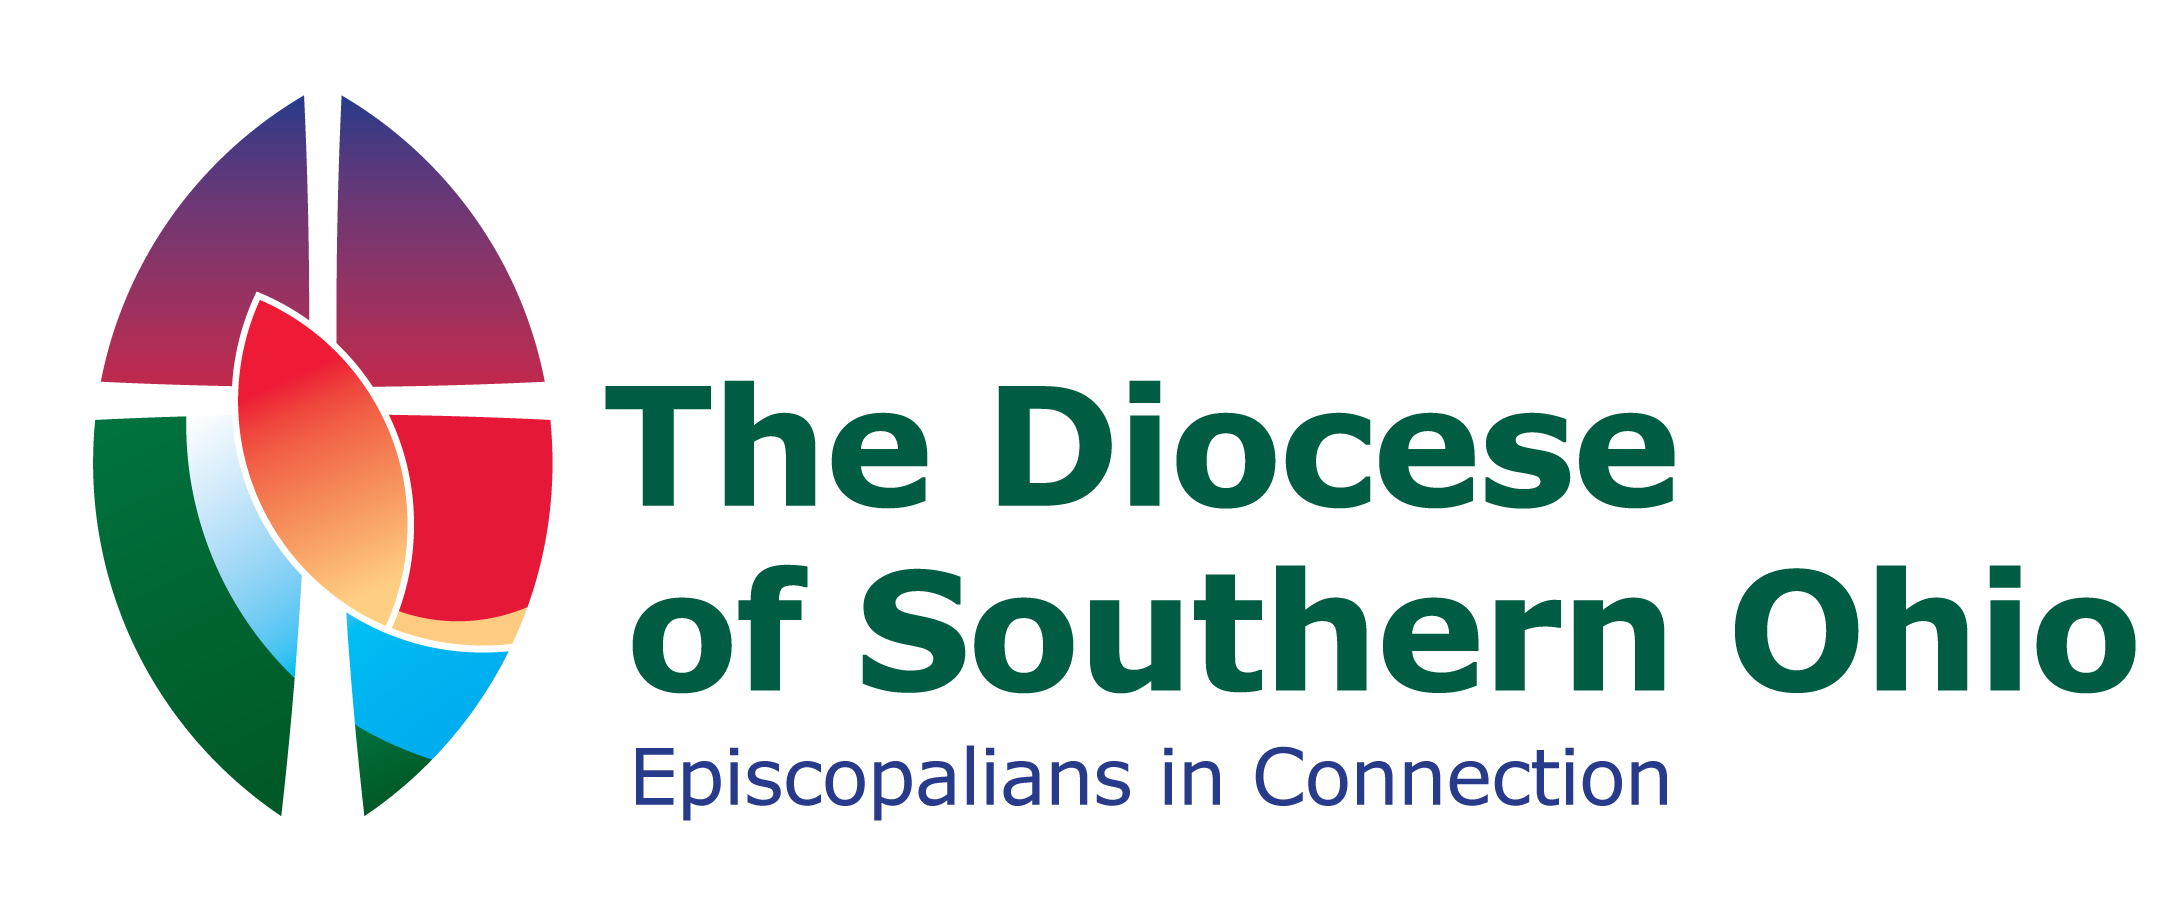 The Diocese
of Southern Ohio
Episcopalians in Connection